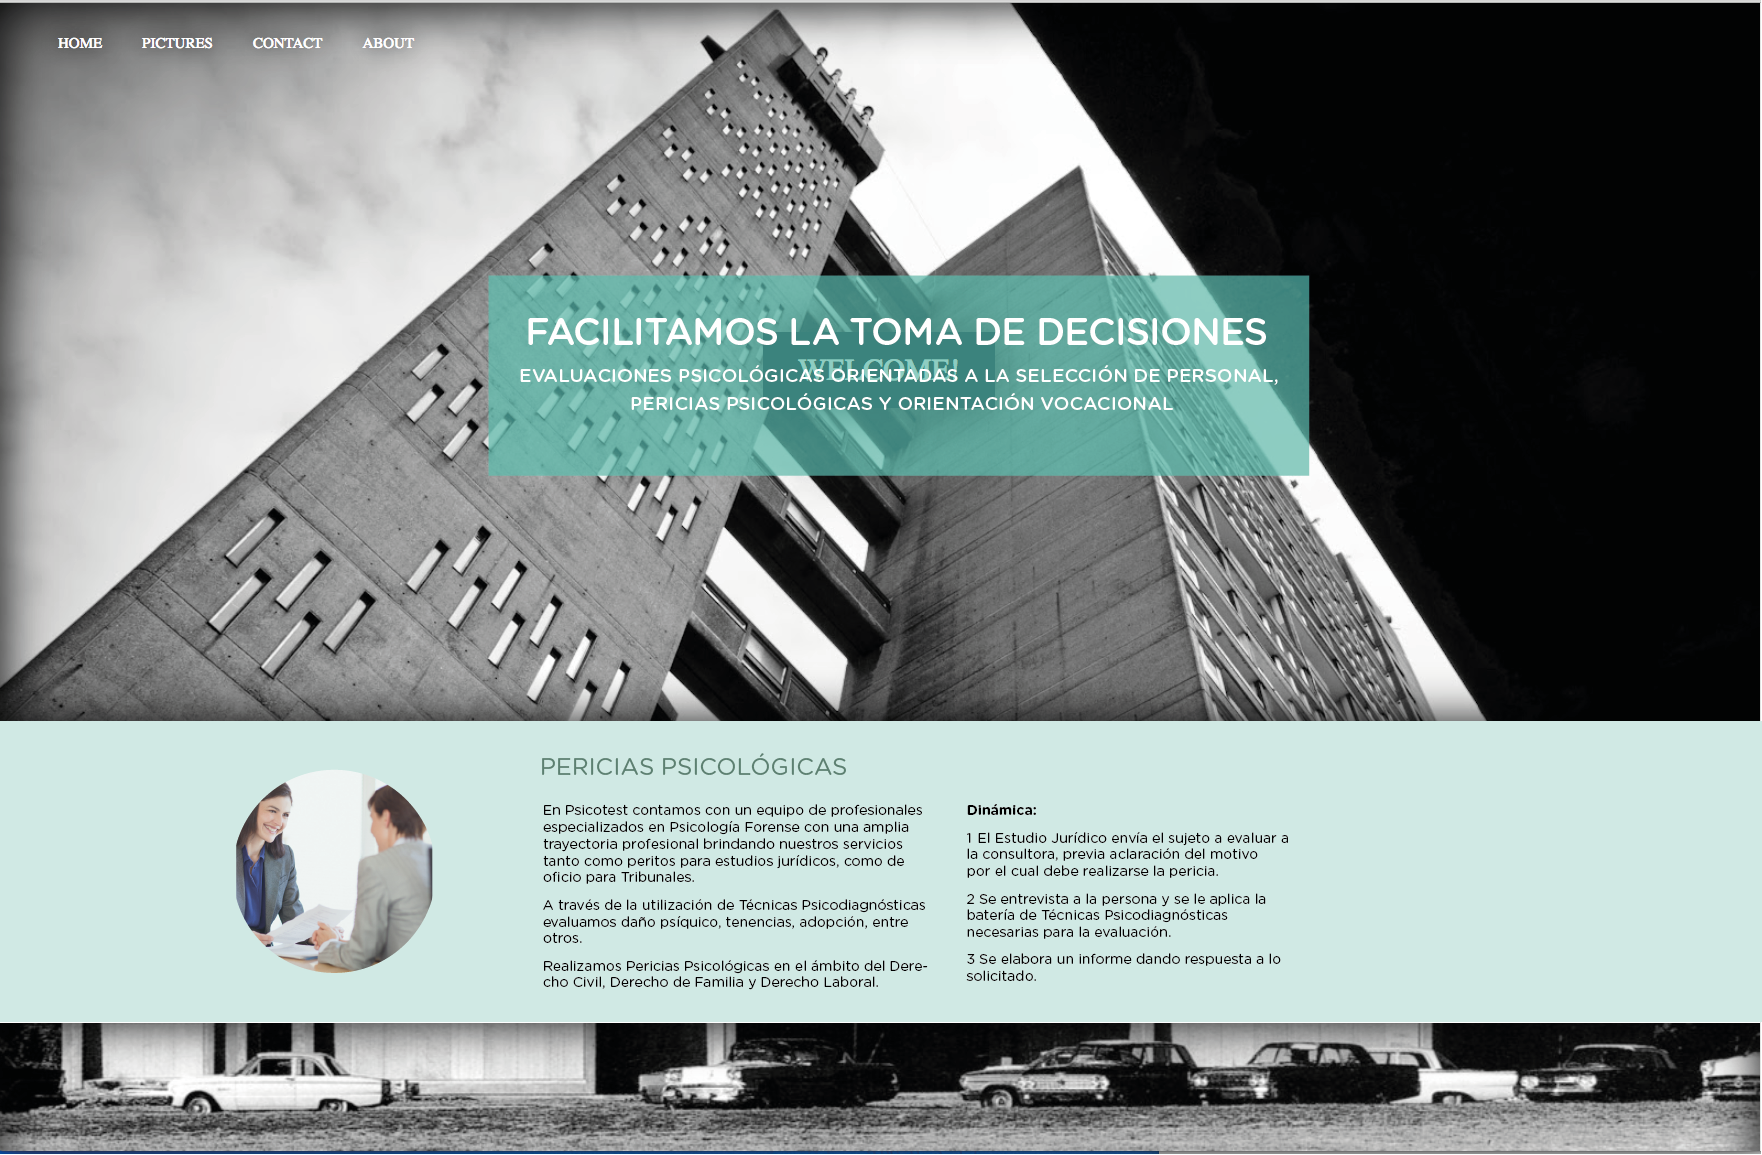 HOME PICTURES CONTACT ABOUT
FACILITAMOS LA TOMA DE DECISIONES
WELCOME!
EVALUACIONES PSICOLÓGICAS ORIENTADAS A LA SELECCIÓN DE PERSONAL,
PERICIAS PSICOLÓGICAS Y ORIENTACIÓN VOCACIONAL
PERICIAS PSICOLÓGICAS
En Psicotest contamos con un equipo de profesionales
especializados en Psicología Forense con una amplia
trayectoria profesional brindando nuestros servicios
tanto como peritos para estudios jurídicos, como de
oficio para Tribunales.
A través de la utilización de Técnicas Psicodiagnósticas
evaluamos daño psíquico, tenencias, adopción, entre
otros.
Realizamos Pericias Psicológicas en el ámbito del Dere-
cho Civil, Derecho de Familia y Derecho Laboral.
Dinámica:
1 El Estudio Jurídico envía el sujeto a evaluar a
la consultora, previa aclaración del motivo
por el cual debe realizarse la pericia.
2 Se entrevista a la persona y se le aplica la
batería de Técnicas Psicodiagnósticas
necesarias para la evaluación.
3 Se elabora un informe dando respuesta a lo
solicitado.